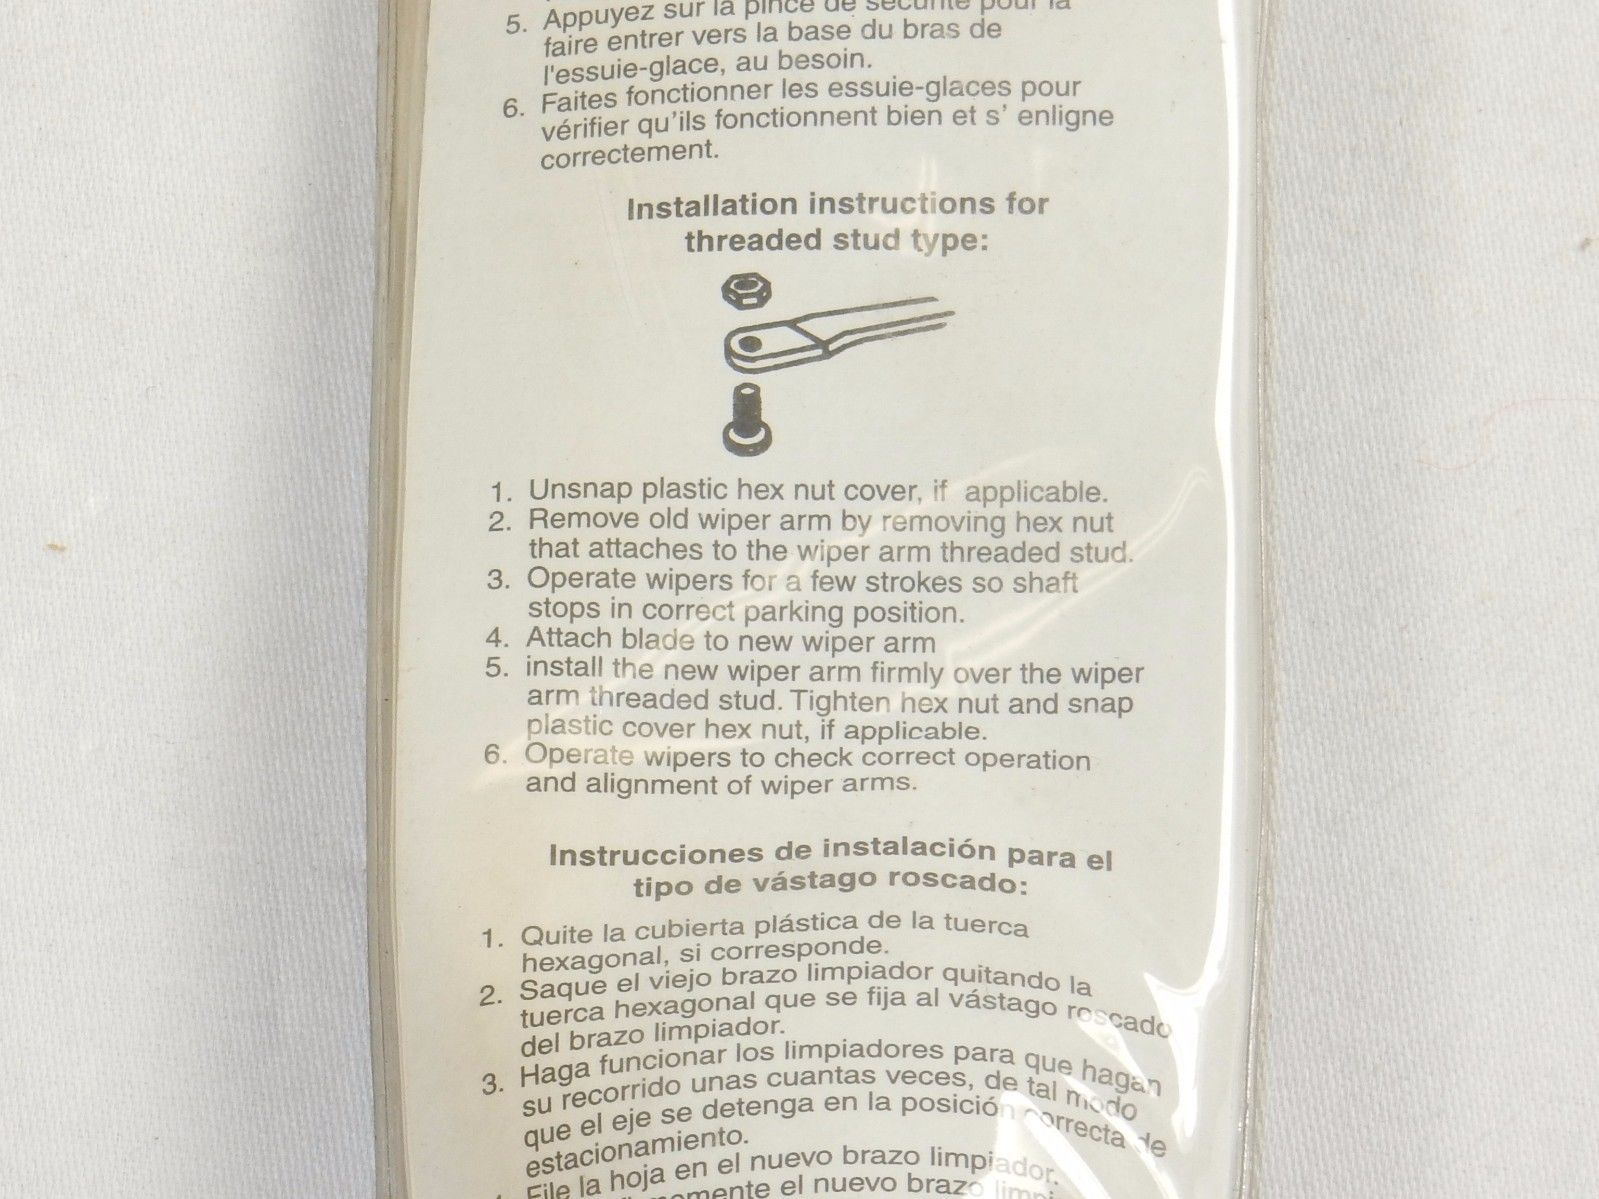 5. Appuyez sur la pince de sécurité pour la
faire entrer vers la base du bras de
l'essuie-glace, au besoin.
6. Faites fonctionner les essuie-glaces pour
vérifier qu'ils fonctionnent bien et s' enligne
correctement.
Installation instructions for
threaded stud type:
1. Unsnap plastic hex nut cover, if applicable.
2. Remove old wiper arm by removing hex nut
that attaches to the wiper arm threaded stud.
3. Operate wipers for a few strokes so shaft
stops in correct parking position.
4. Attach blade to new wiper arm
5. install the new wiper arm firmly over the wiper
arm threaded stud. Tighten hex nut and snap
plastic cover hex nut, if applicable.
6. Operate wipers to check correct operation
and alignment of wiper arms.
Instrucciones de instalación para el
tipo de vástago roscado:
1. Quite la cubierta plástica de la tuerca
hexagonal, si corresponde.
2. Saque el viejo brazo limpiador quitando la
tuerca hexagonal que se fija al vástago roscado
del brazo limpiador.
3. Haga funcionar los limpiadores para que hagan
su recorrido unas cuantas veces, de tal modo
que el eje se detenga en la posición correcta de
estacionamiento.
File la hoja en el nuevo brazo limpiador.
el nuevo brazo